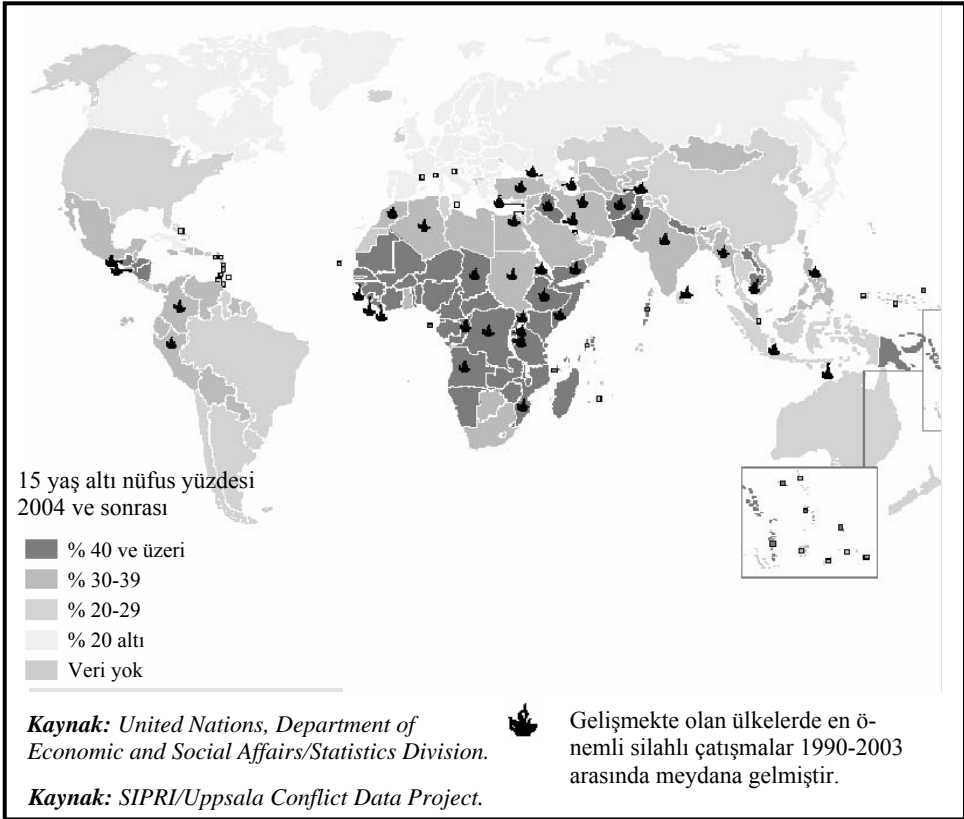 15 yaş altı nüfus yüzdesi
2004 ve sonrası
% 40 ve üzeri
% 30-39
% 20-29
% 20 altı
Veri yok
Kaynak: United Nations, Department of
Economic and Social Affairs/Statistics Division.
Kaynak: SIPRI/Uppsala Conflict Data Project.
Gelişmekte olan ülkelerde en ö-
nemli silahlı çatışmalar 1990-2003
arasında meydana gelmiştir.